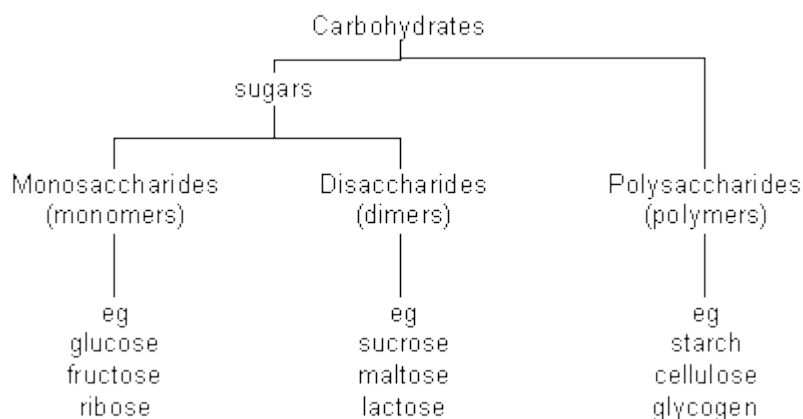 Carbohydrates
sugars
Monosaccharides Disaccharides Polysaccharides
(monomers) (dimers) (polymers)
eg eg eg
glucose sucrose starch
fructose maltose cellulose
ribose lactose glycogen